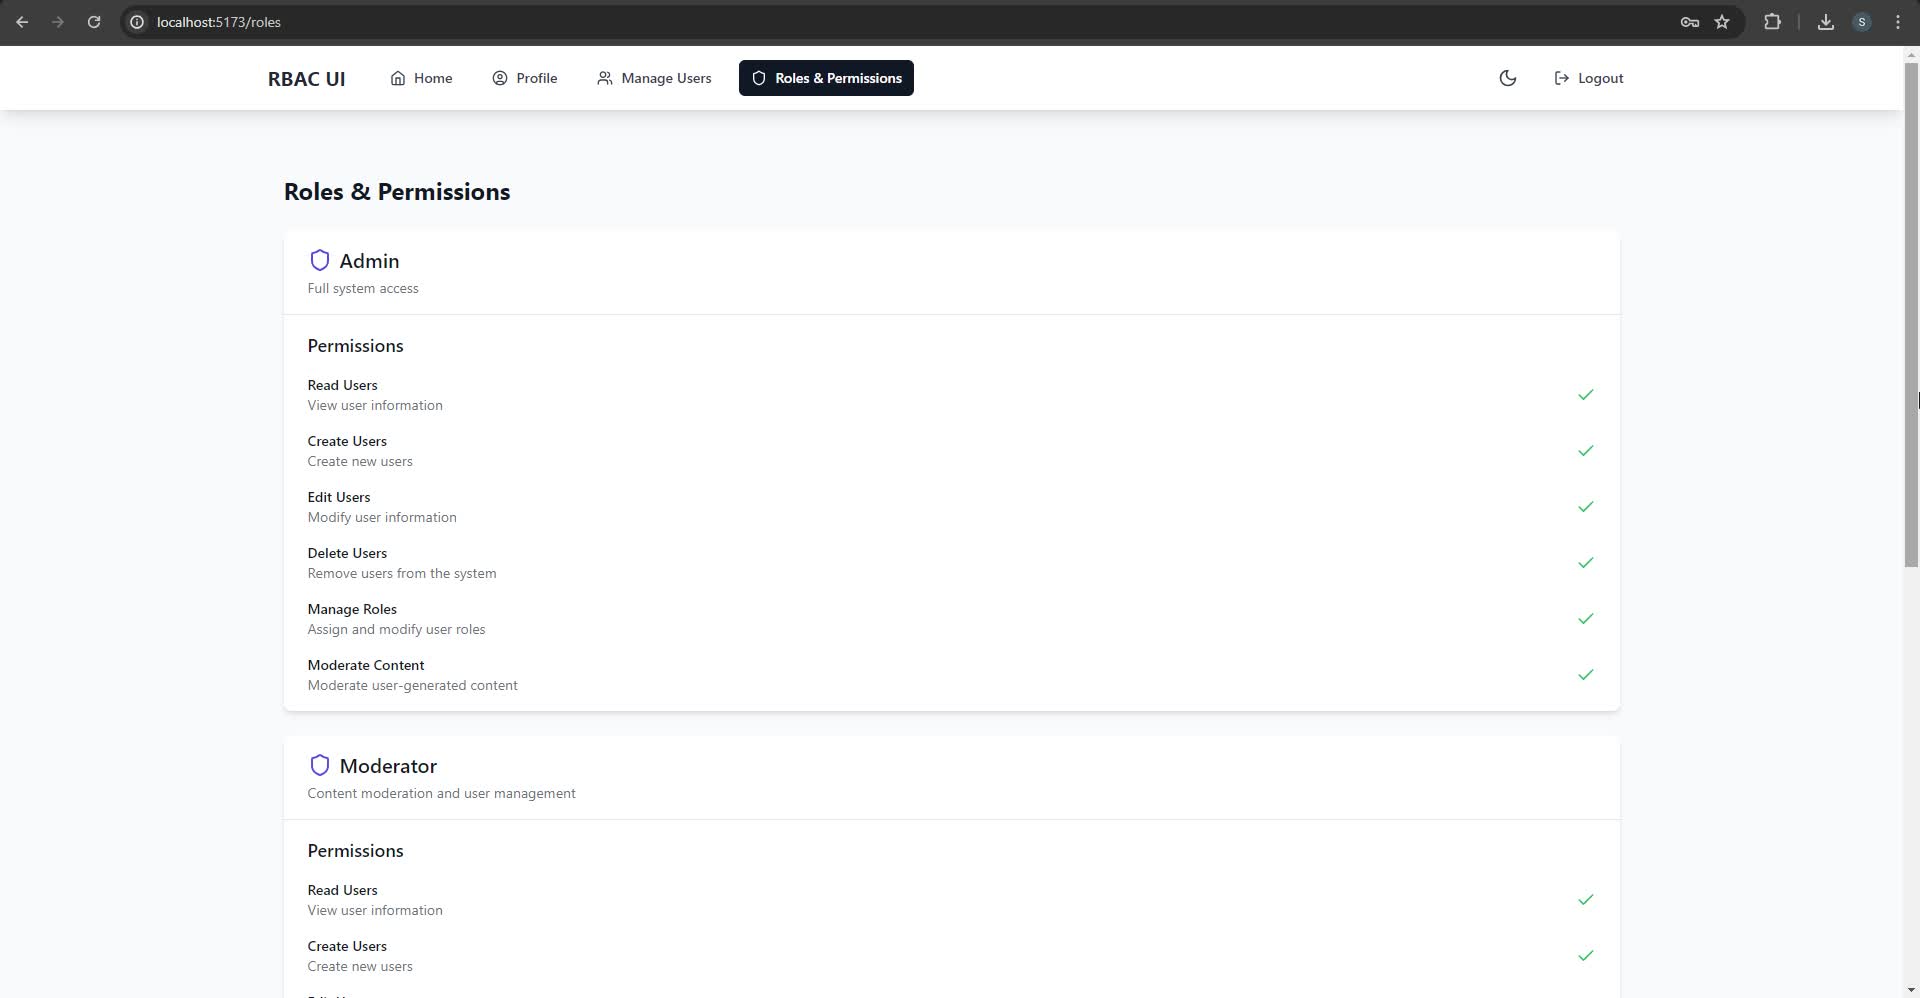 localhost:5173/roles
S
RBAC UI Home Profile Manage Users Roles & Permissions Logout
Roles & Permissions
Admin
Full system access
Permissions
Read Users
View user information
Create Users
Create new users
Edit Users
Modify user information
Delete Users
Remove users from the system
Manage Roles
Assign and modify user roles
Moderate Content
Moderate user-generated content
Moderator
Content moderation and user management
Permissions
Read Users
View user information
Create Users
Create new users